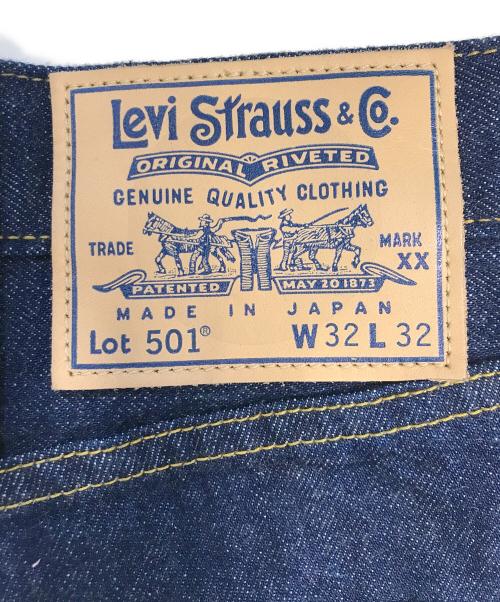 Levi Strauss & Co.
ORIGINAL RIVETED
GENUINE QUALITY CLOTHING
TRADE MARK
XX
PATENTED MAY 20 1873
MADE IN JAPAN
Lot 501® W 32 L 32